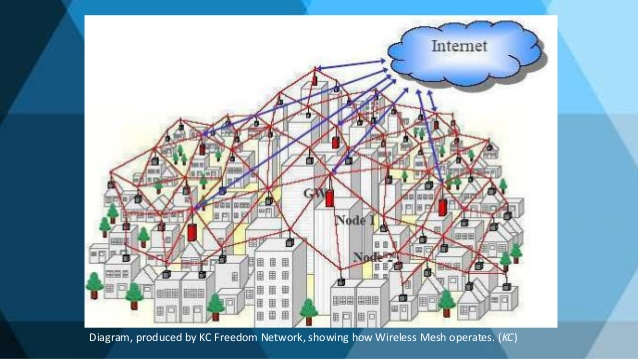 Internet
GW
Node 1
Node 2
Diagram, produced by KC Freedom Network, showing how Wireless Mesh operates. (KC)